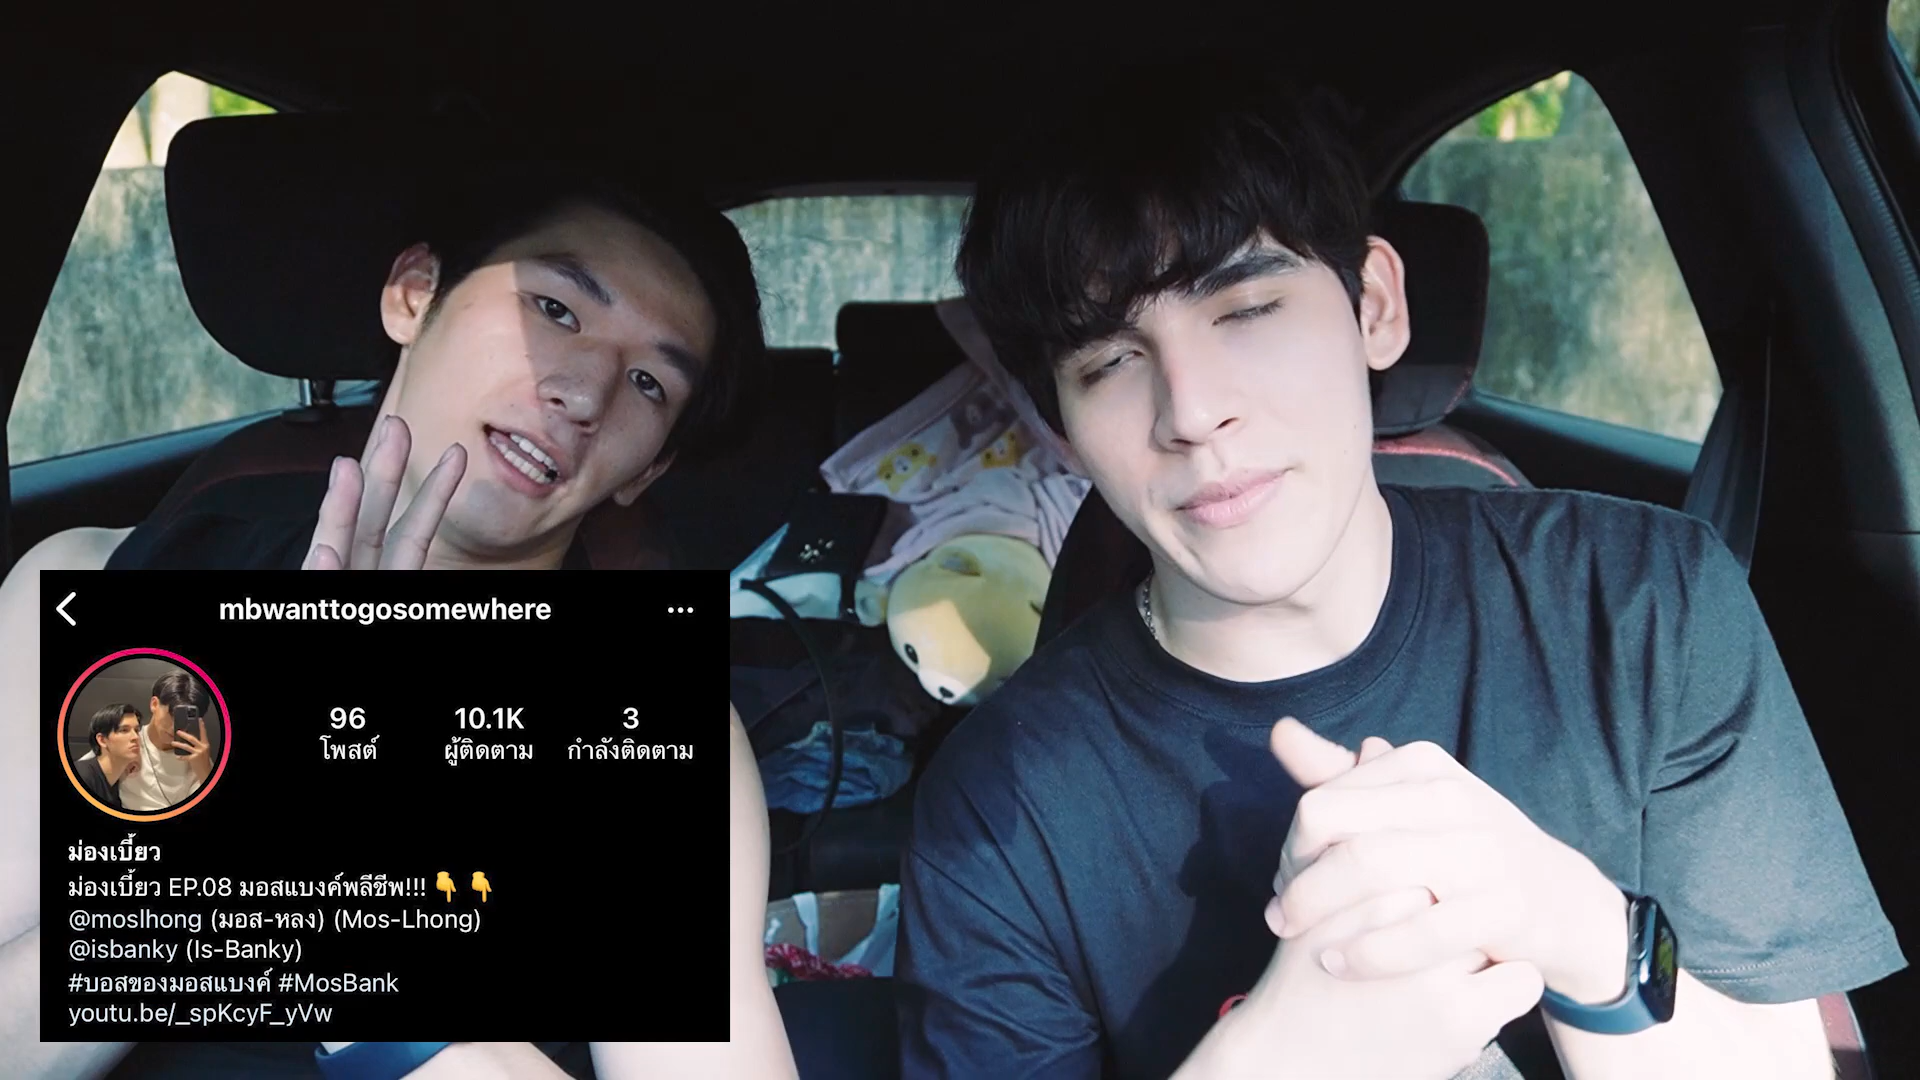 mbwanttogosomewhere
96 10.1K 3
โพสต์ ผู้ติดตาม กำลังติดตาม
ม่องเบี้ยว
ม่องเบี้ยว EP.08 มอสแบงค์พลีชีพ!!! 👇 👇
@moslhong (มอส-หลง) (Mos-Lhong)
@isbanky (Is-Banky)
#บอสของมอสแบงค์ #MosBank
youtu.be/_spKcyF_yVw